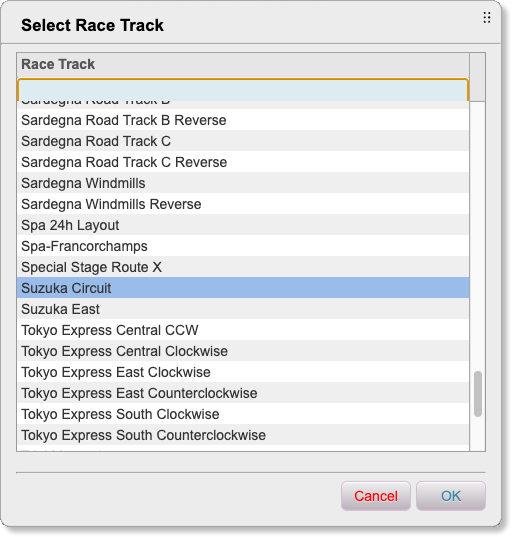 Select Race Track
Race Track
Sardegna Road Track B
Sardegna Road Track B Reverse
Sardegna Road Track C
Sardegna Road Track C Reverse
Sardegna Windmills
Sardegna Windmills Reverse
Spa 24h Layout
Spa-Francorchamps
Special Stage Route X
Suzuka Circuit
Suzuka East
Tokyo Express Central CCW
Tokyo Express Central Clockwise
Tokyo Express East Clockwise
Tokyo Express East Counterclockwise
Tokyo Express South Clockwise
Tokyo Express South Counterclockwise
Cancel
OK